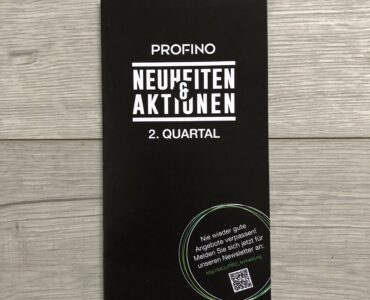 PROFINO
NEUHEITEN
&
AKTIONEN
2. QUARTAL
Nie wieder gute
Angebote verpassen!
Melden Sie sich jetzt für
unseren Newsletter an: